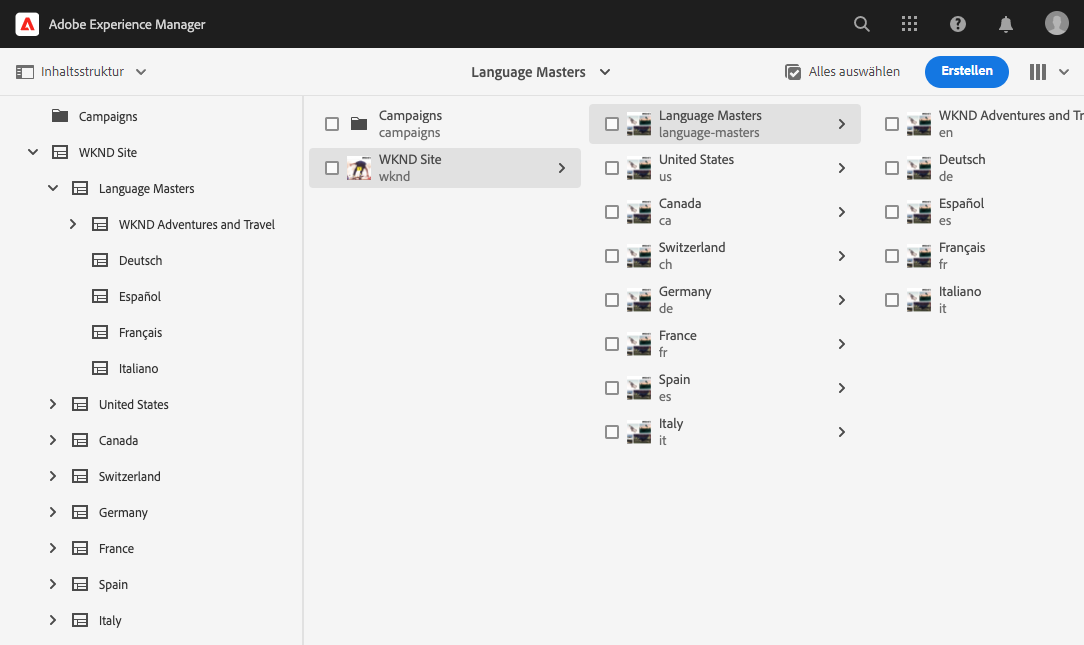 Adobe Experience Manager
Inhaltsstruktur
Language Masters
Alles auswählen
Erstellen
Campaigns
WKND Site
Language Masters
WKND Adventures and Travel
Deutsch
Español
Français
Italiano
United States
Canada
Switzerland
Germany
France
Spain
Italy
Campaigns
campaigns
WKND Site
wknd
Language Masters
language-masters
United States
us
Canada
ca
Switzerland
ch
Germany
de
France
fr
Spain
es
Italy
it
WKND Adventures and Tr
en
Deutsch
de
Español
es
Français
fr
Italiano
it